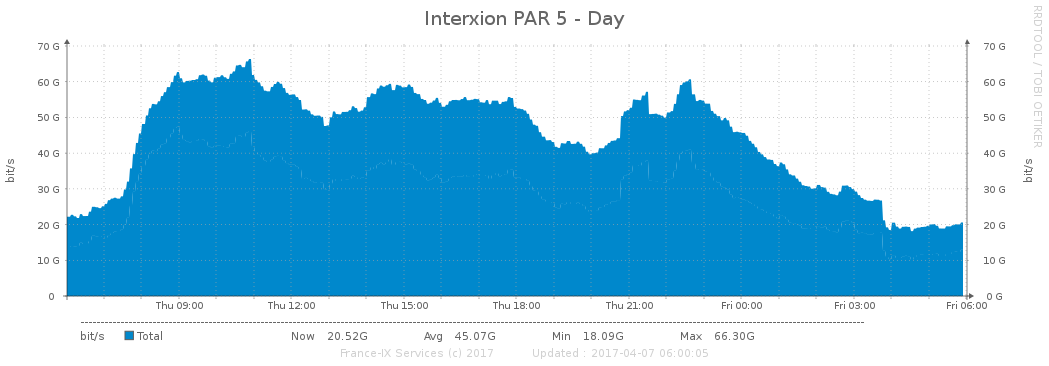 Interxion PAR 5 - Day
RRDTOOL / TOBI OETIKER
70 G 70 G
60 G 60 G
50 G 50 G
40 G 40 G
30 G 30 G
20 G 20 G
10 G 10 G
0 0 G
bit/s
bit/s
Thu 09:00 Thu 12:00 Thu 15:00 Thu 18:00 Thu 21:00 Fri 00:00 Fri 03:00 Fri 06:00
bit/s Total Now 20.52G Avg 45.07G Min 18.09G Max 66.30G
France-IX Services (c) 2017 Updated : 2017-04-07 06:00:05